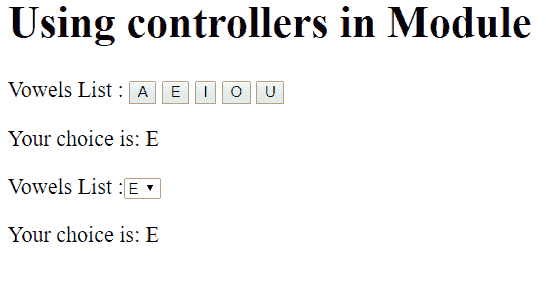 Using controllers in Module
Vowels List : A E I O U
Your choice is: E
Vowels List : E
Your choice is: E